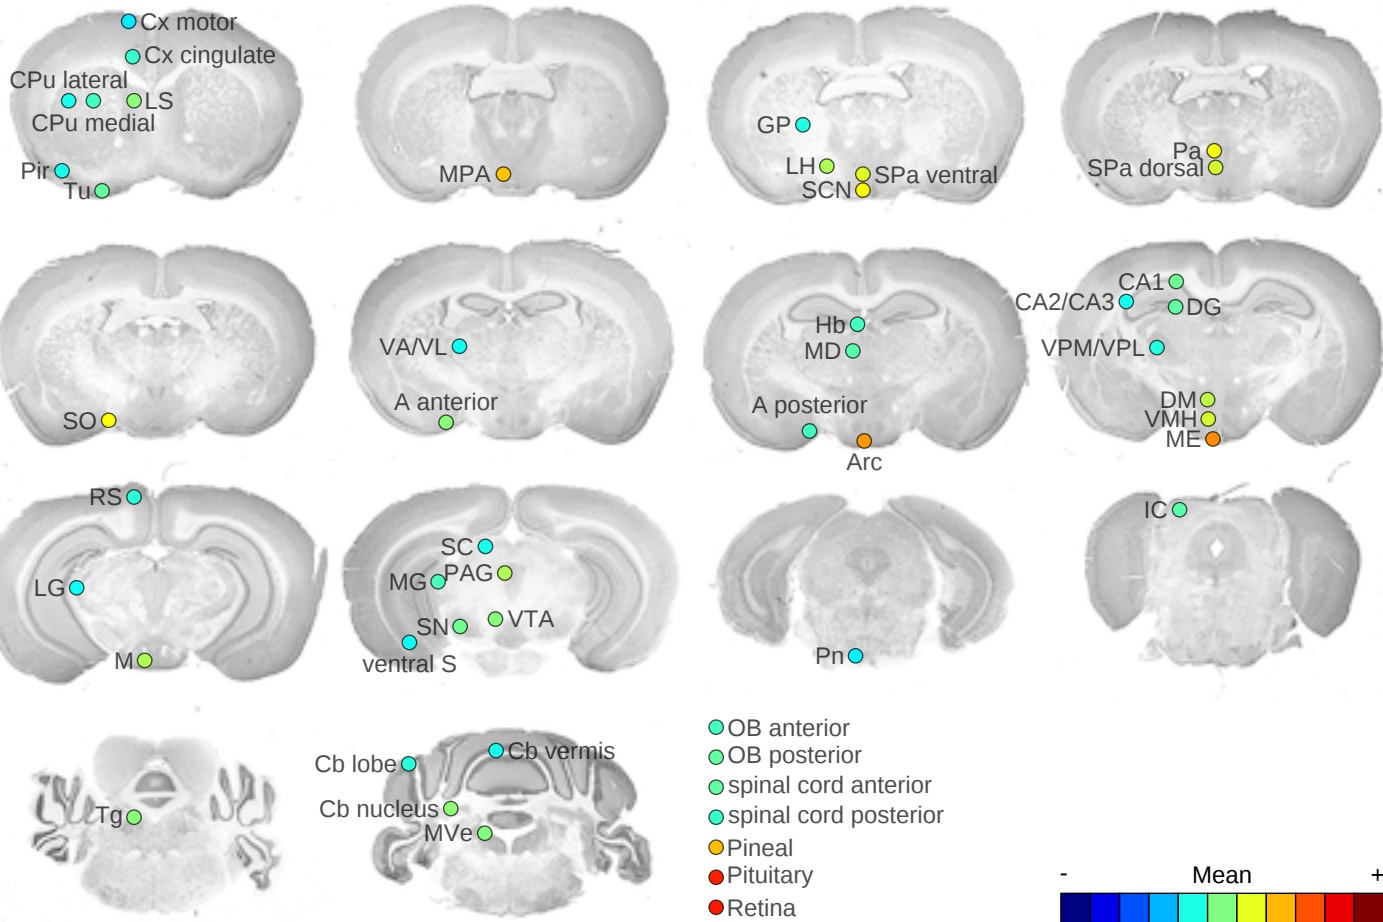 Cx motor
Cx cingulate
CPu lateral
LS
CPu medial
Pir
Tu
MPA
GP
LH
SPa ventral
SCN
Pa
SPa dorsal
SO
VA/VL
A anterior
Hb
MD
A posterior
Arc
CA1
CA2/CA3
DG
VPM/VPL
DM
VMH
ME
RS
LG
M
SC
MG
PAG
SN
VTA
ventral S
Pn
IC
Tg
Cb lobe
Cb vermis
Cb nucleus
MVe
OB anterior
OB posterior
spinal cord anterior
spinal cord posterior
Pineal
Pituitary
Retina
- Mean +